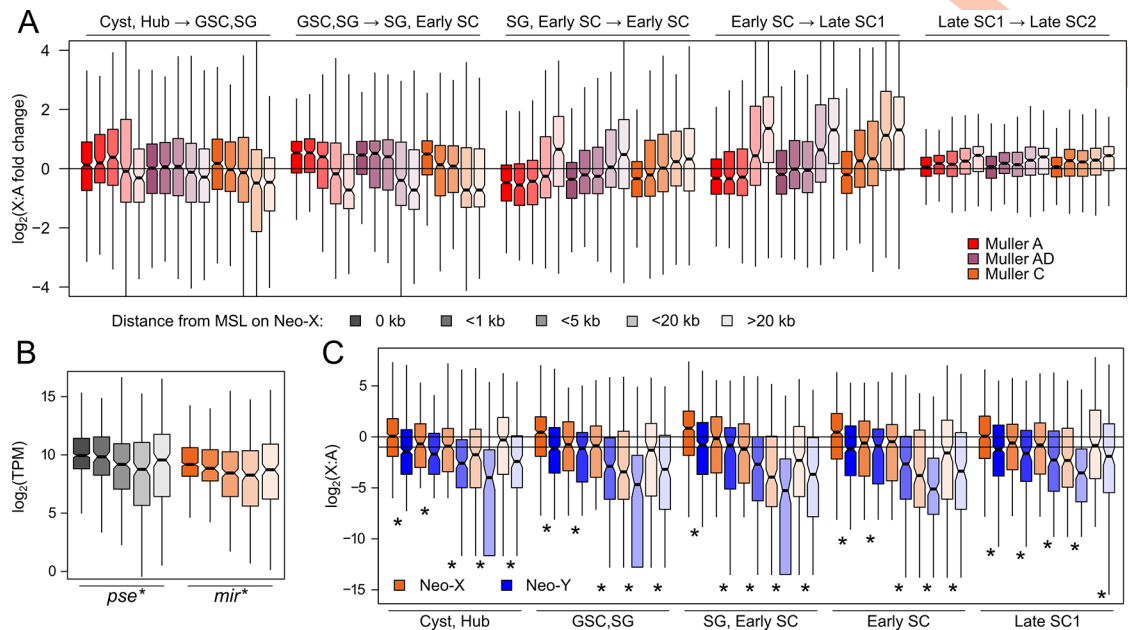 A
Cyst, Hub → GSC,SG
GSC,SG → SG, Early SC
SG, Early SC → Early SC
Early SC → Late SC1
Late SC1 → Late SC2
log2(X:A fold change)
4
2
0
−2
−4
Muller A
Muller AD
Muller C
Distance from MSL on Neo-X:
0 kb
<1 kb
<5 kb
<20 kb
>20 kb
B
log2(TPM)
15
10
5
0
pse*
mir*
C
log2(X:A)
5
0
−5
−10
−15
* * * * * *
* * * * *
* * * * *
* * * * *
* * * * *
Neo-X
Neo-Y
Cyst, Hub
GSC,SG
SG, Early SC
Early SC
Late SC1